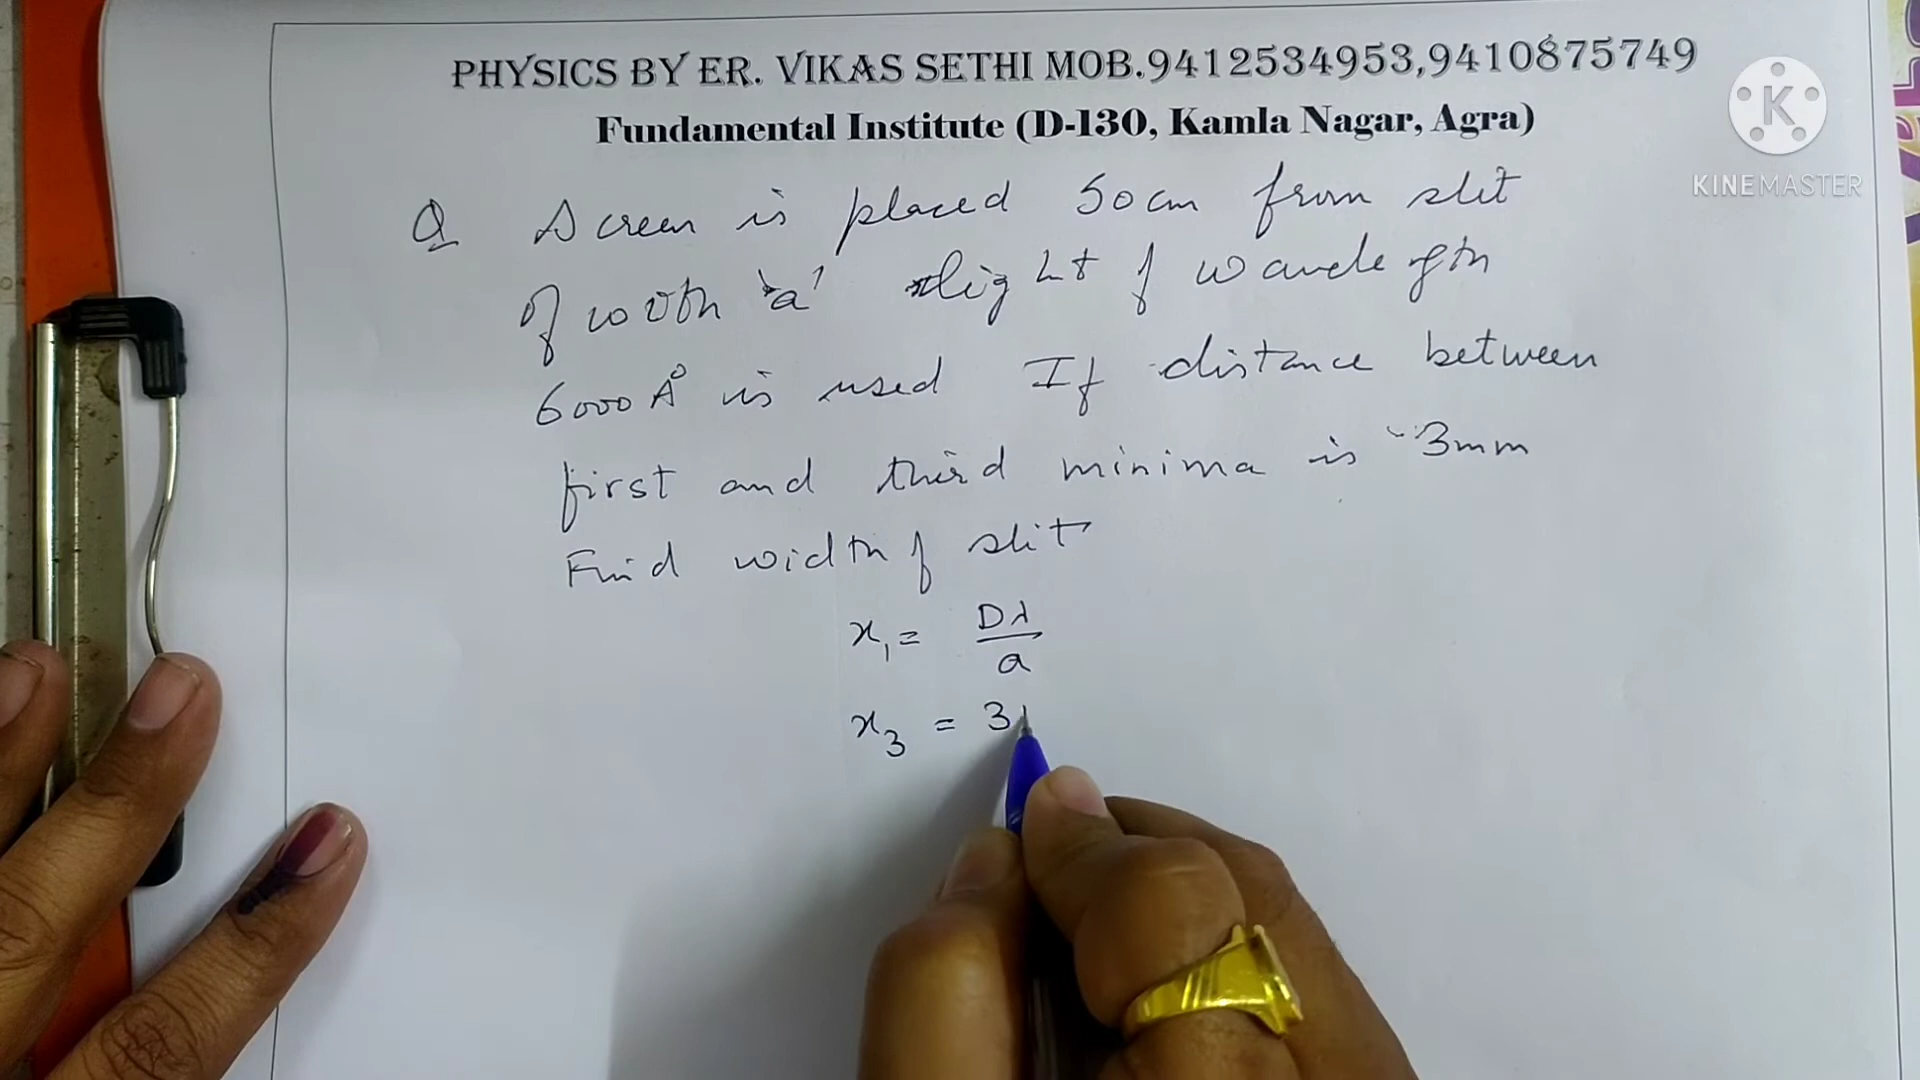 PHYSICS BY ER. VIKAS SETHI MOB.9412534953,9410875749
Fundamental Institute (D-130, Kamla Nagar, Agra)
KINEMASTER
Q Screen is placed 50cm from slit
of width 'a' light of wavelength
6000 A° is used If distance between
first and third minima is 3mm
Find width of slit
x₁ = Dλ
a
x₃ = 3